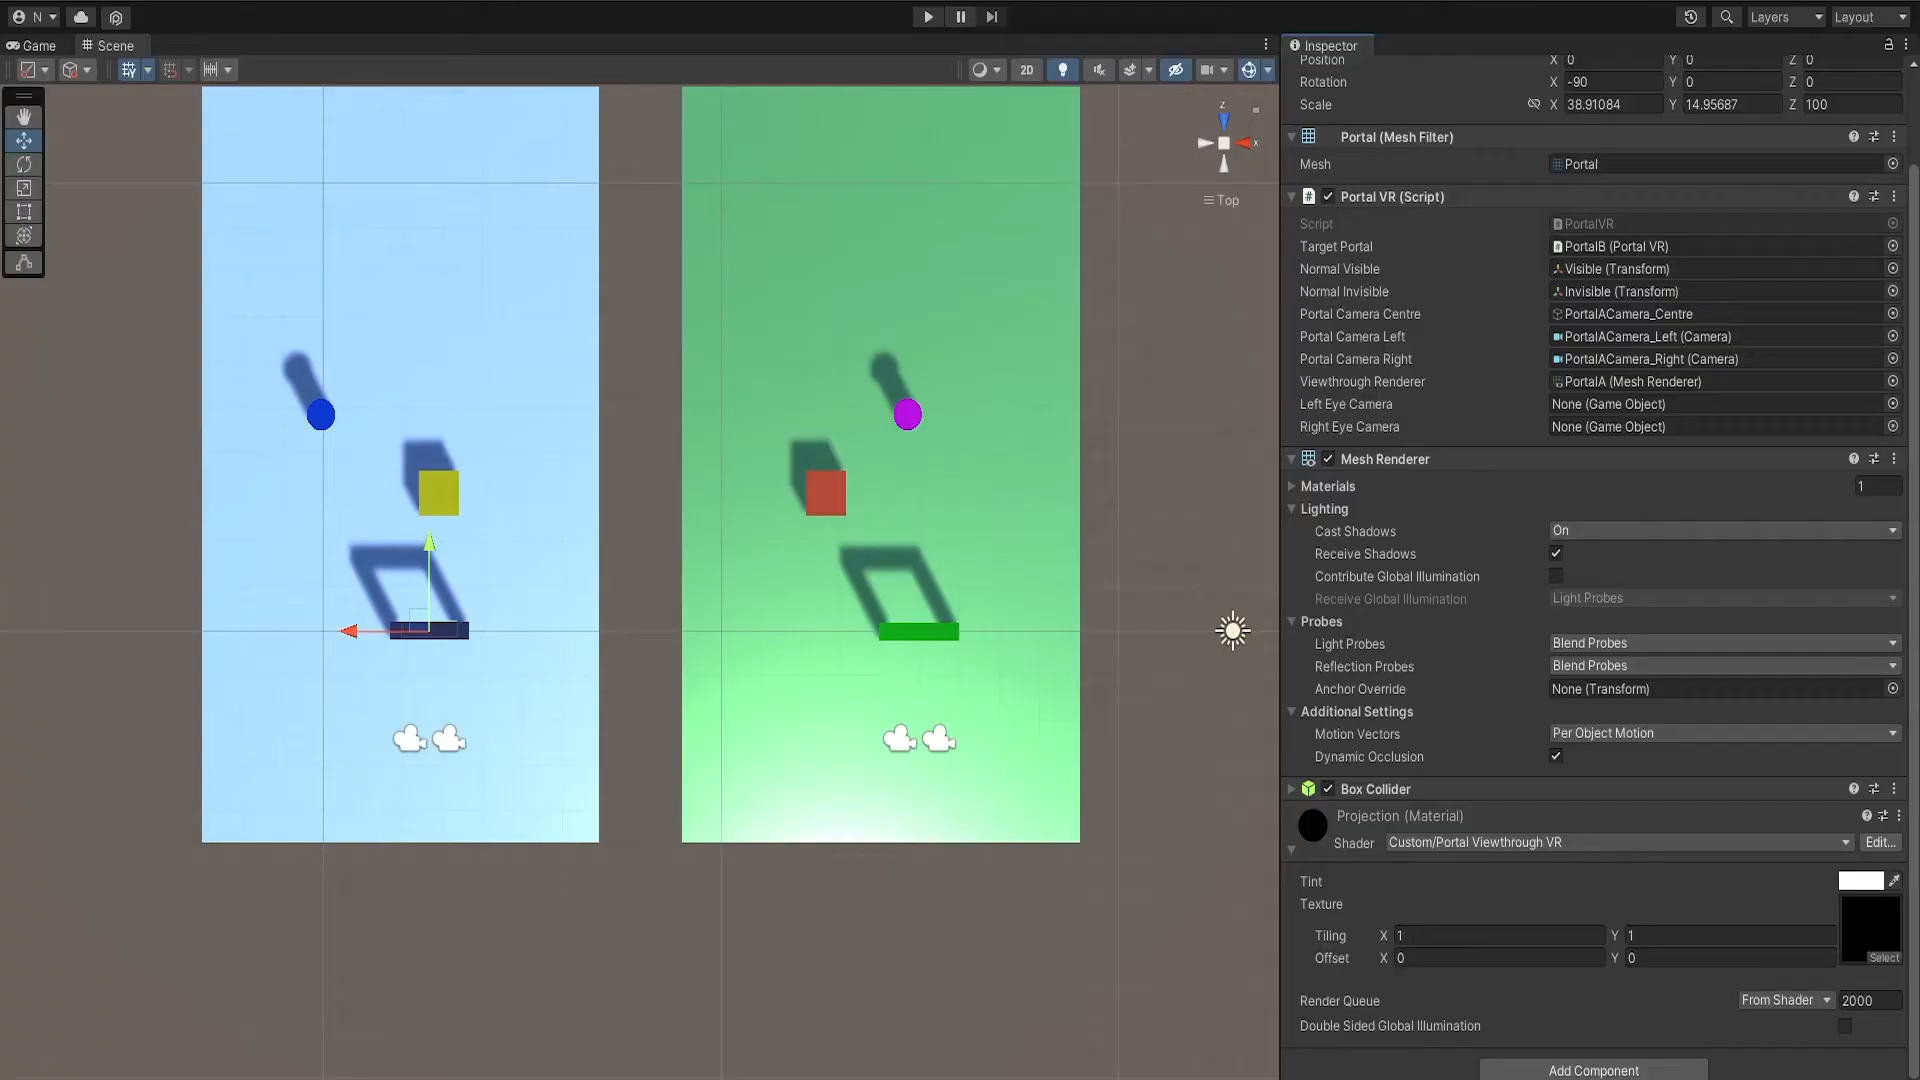 N
Layers
Layout
Game
Scene
Inspector
2D
z
x
Top
Position X 0 Y 0 Z 0
Rotation X -90 Y 0 Z 0
Scale X 38.91084 Y 14.95687 Z 100
Portal (Mesh Filter)
Mesh Portal
Portal VR (Script)
Script PortalVR
Target Portal PortalB (Portal VR)
Normal Visible Visible (Transform)
Normal Invisible Invisible (Transform)
Portal Camera Centre PortalACamera_Centre
Portal Camera Left PortalACamera_Left (Camera)
Portal Camera Right PortalACamera_Right (Camera)
Viewthrough Renderer PortalA (Mesh Renderer)
Left Eye Camera None (Game Object)
Right Eye Camera None (Game Object)
Mesh Renderer
Materials 1
Lighting
Cast Shadows On
Receive Shadows
Contribute Global Illumination
Receive Global Illumination Light Probes
Probes
Light Probes Blend Probes
Reflection Probes Blend Probes
Anchor Override None (Transform)
Additional Settings
Motion Vectors Per Object Motion
Dynamic Occlusion
Box Collider
Projection (Material)
Shader Custom/Portal Viewthrough VR Edit...
Tint
Texture
Tiling X 1 Y 1
Offset X 0 Y 0
Select
Render Queue From Shader 2000
Double Sided Global Illumination
Add Component